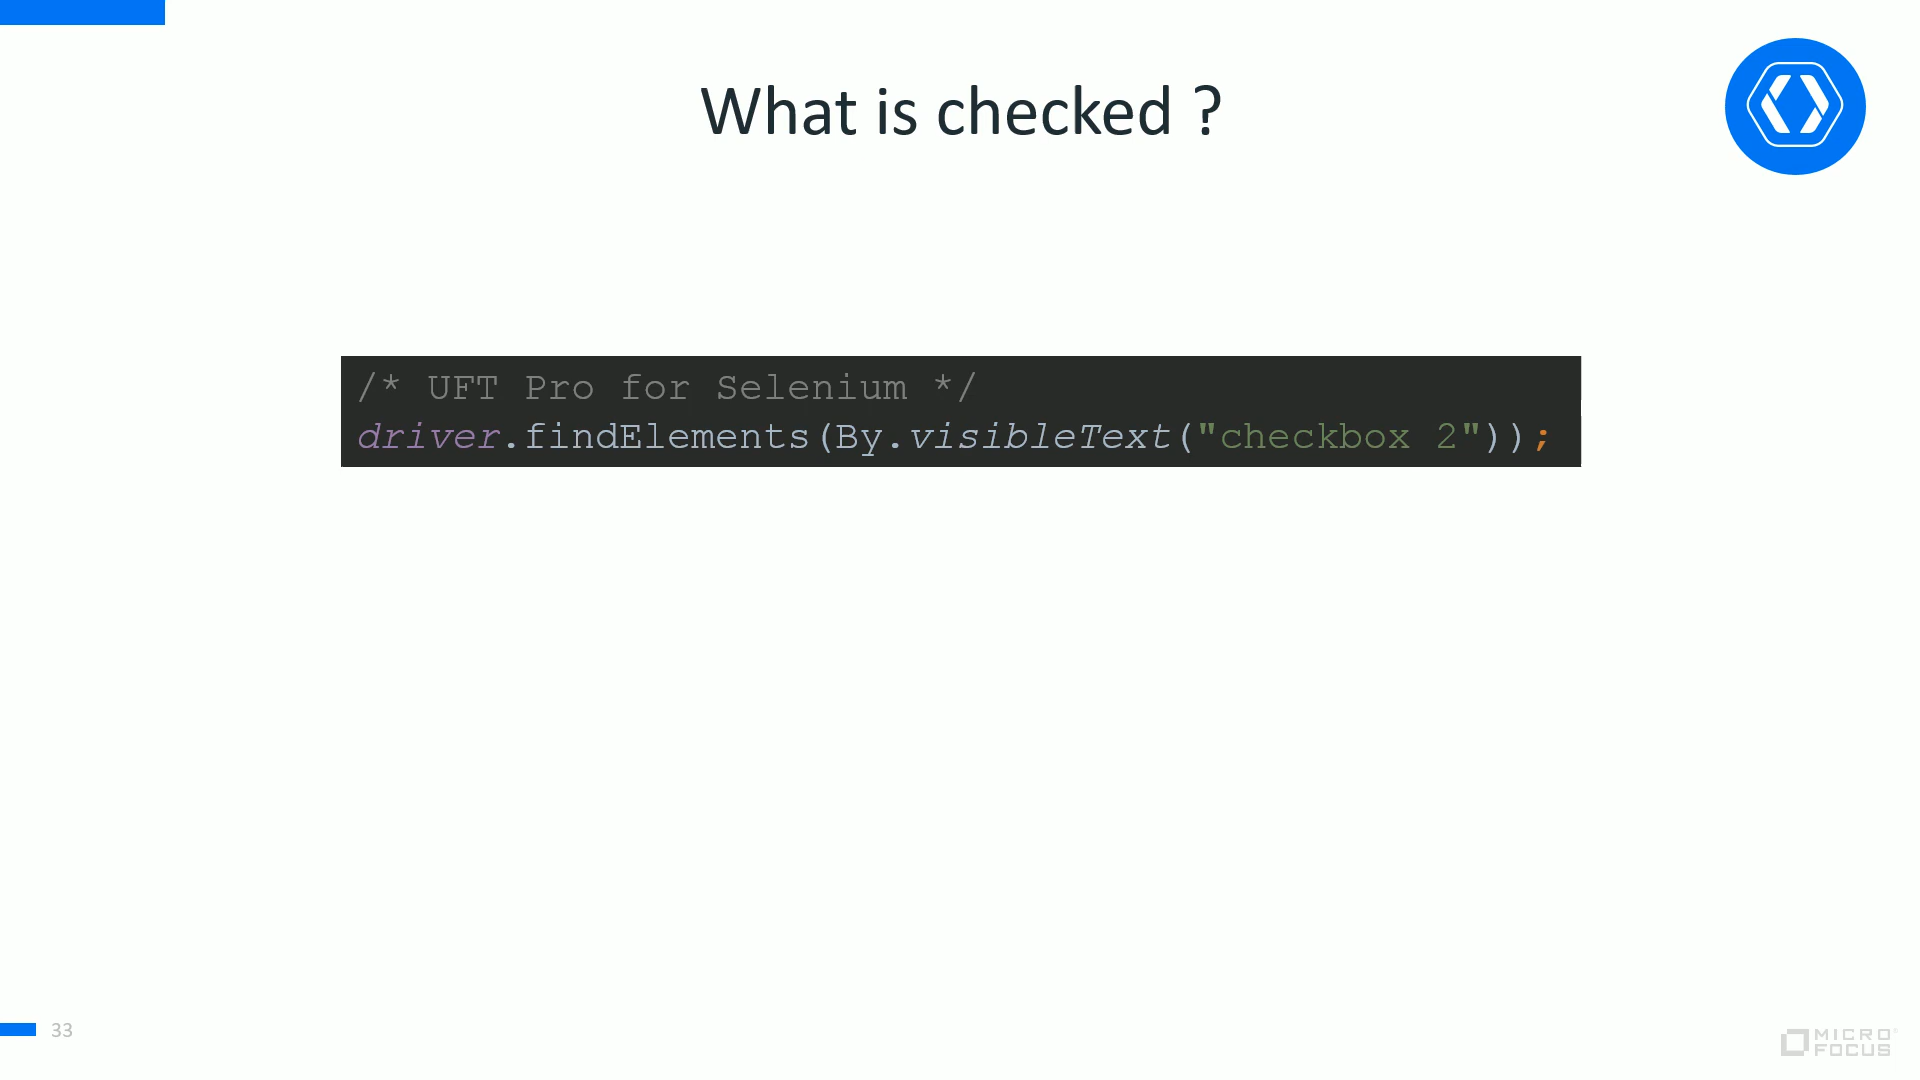 What is checked ?
/* UFT Pro for Selenium */
driver.findElements(By.visibleText("checkbox 2"));
33
MICRO
FOCUS